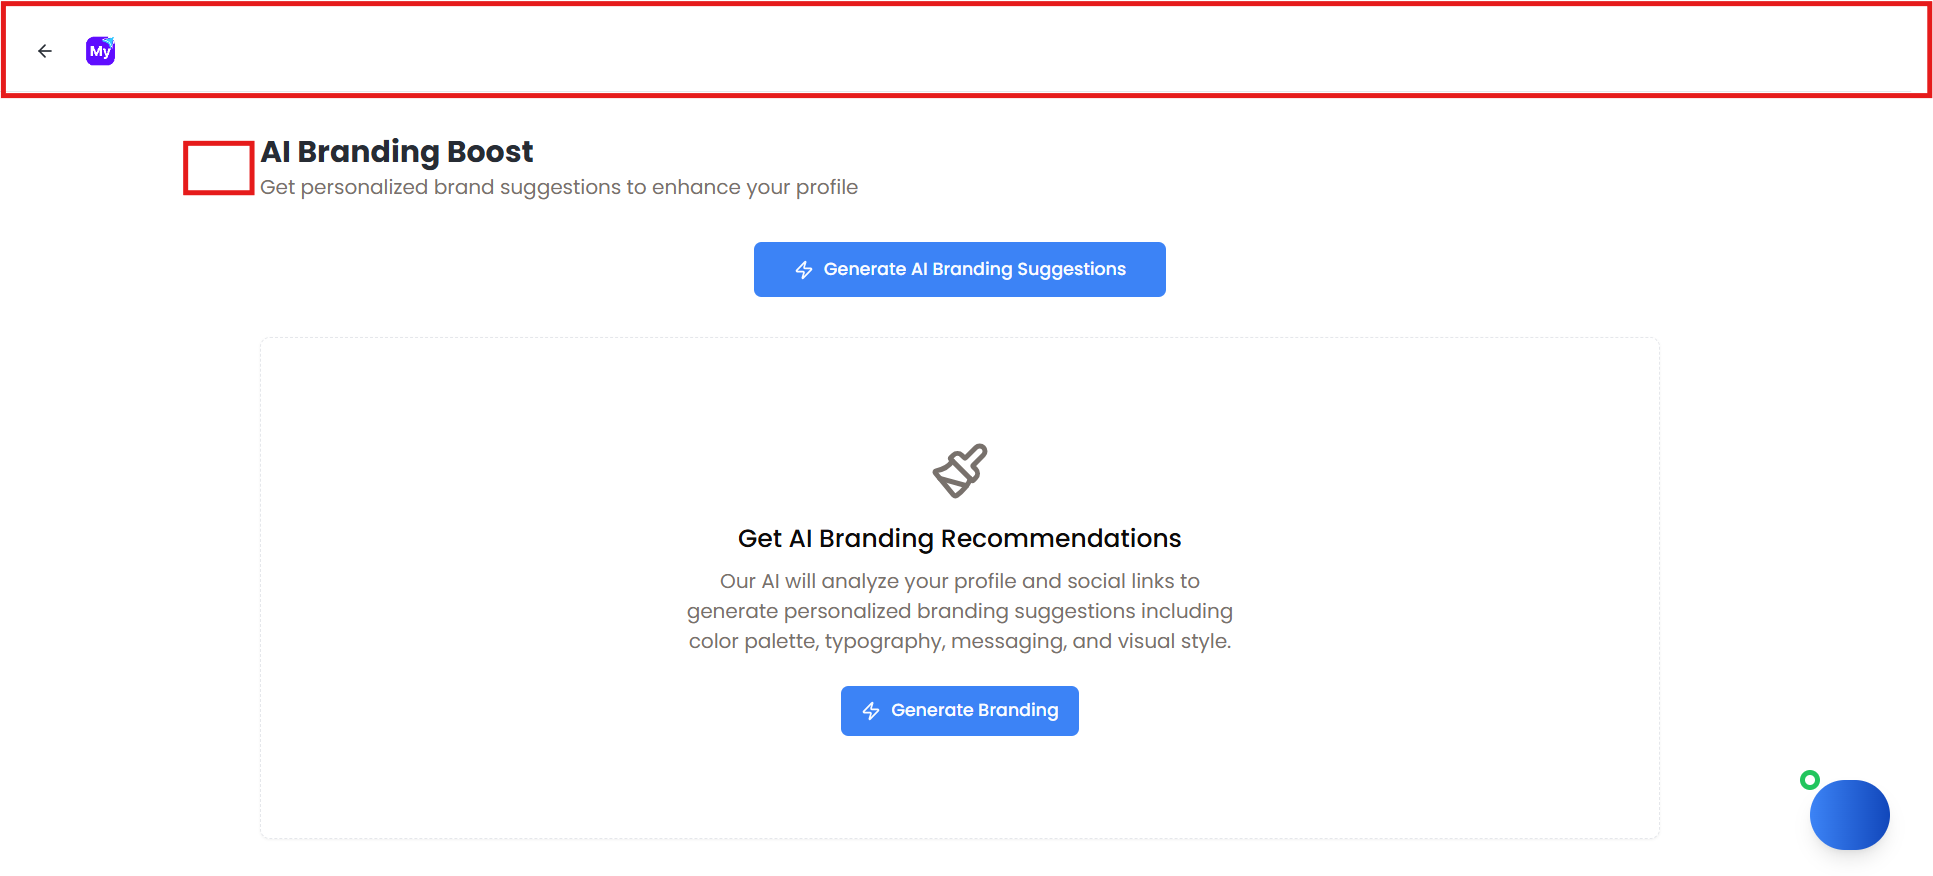 My
AI Branding Boost
Get personalized brand suggestions to enhance your profile
Generate AI Branding Suggestions
Get AI Branding Recommendations
Our AI will analyze your profile and social links to
generate personalized branding suggestions including
color palette, typography, messaging, and visual style.
Generate Branding